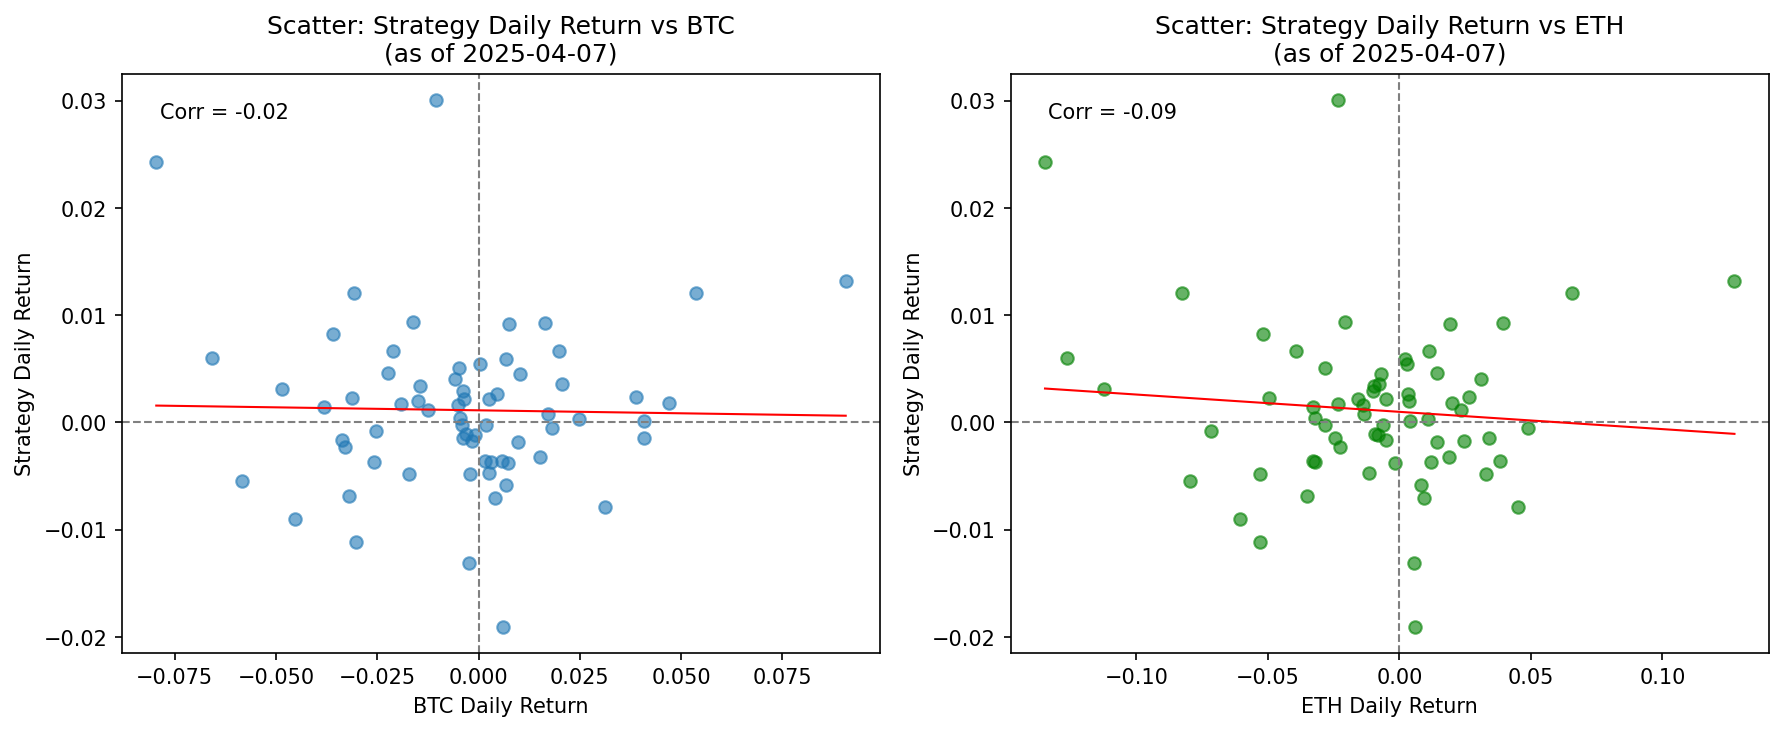 Scatter: Strategy Daily Return vs BTC
(as of 2025-04-07)
Corr = -0.02
0.03
0.02
0.01
0.00
−0.01
−0.02
Strategy Daily Return
−0.075
−0.050
−0.025
0.000
0.025
0.050
0.075
BTC Daily Return
Scatter: Strategy Daily Return vs ETH
(as of 2025-04-07)
Corr = -0.09
0.03
0.02
0.01
0.00
−0.01
−0.02
Strategy Daily Return
−0.10
−0.05
0.00
0.05
0.10
ETH Daily Return